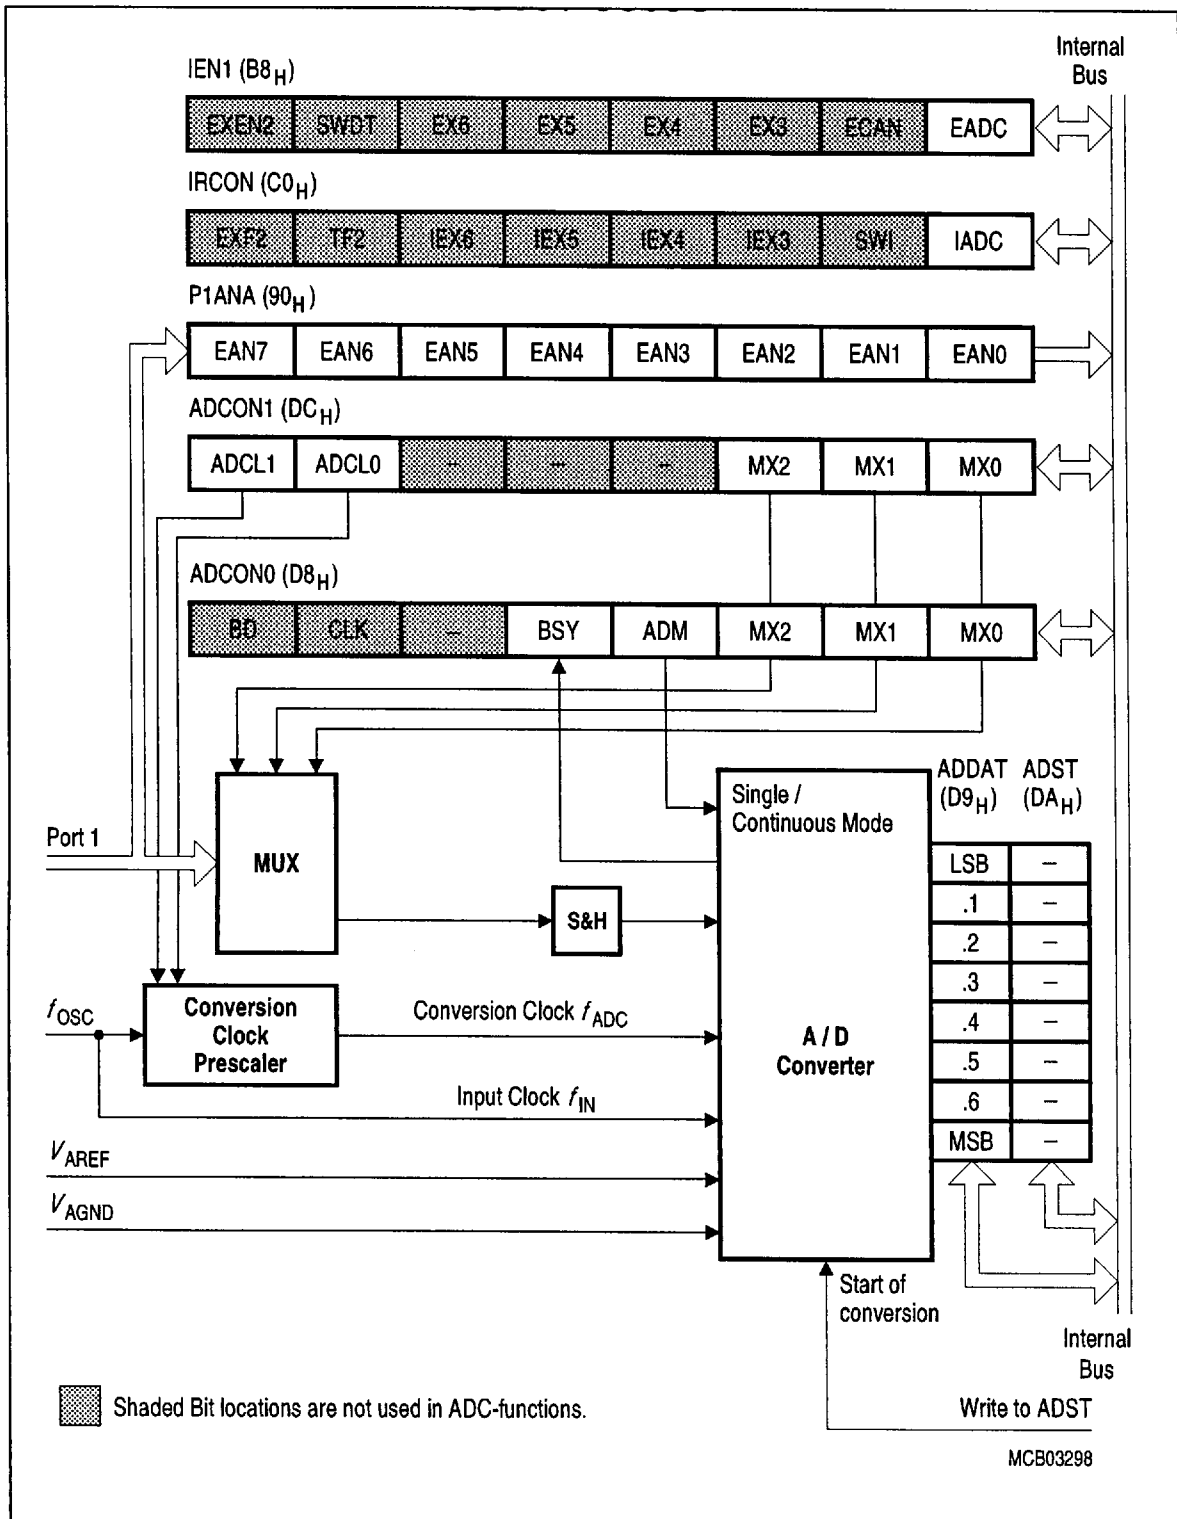 Internal
Bus
IEN1 (B8H)
EXEN2 SWDT EX6 EX5 EX4 EX3 ECAN EADC
IRCON (C0H)
EXF2 TF2 IEX6 IEX5 IEX4 IEX3 SWI IADC
P1ANA (90H)
EAN7 EAN6 EAN5 EAN4 EAN3 EAN2 EAN1 EAN0
ADCON1 (DCH)
ADCL1 ADCL0 – – – MX2 MX1 MX0
ADCON0 (D8H)
BD CLK – BSY ADM MX2 MX1 MX0
ADDAT ADST
(D9H) (DAH)
Single /
Continuous Mode
Port 1
MUX
LSB –
.1 –
S&H
.2 –
.3 –
fOSC
Conversion
Clock
Prescaler
Conversion Clock fADC
.4 –
A / D
Converter
.5 –
Input Clock fIN
.6 –
MSB –
VAREF
VAGND
Start of
conversion
Internal
Bus
Shaded Bit locations are not used in ADC-functions.
Write to ADST
MCB03298